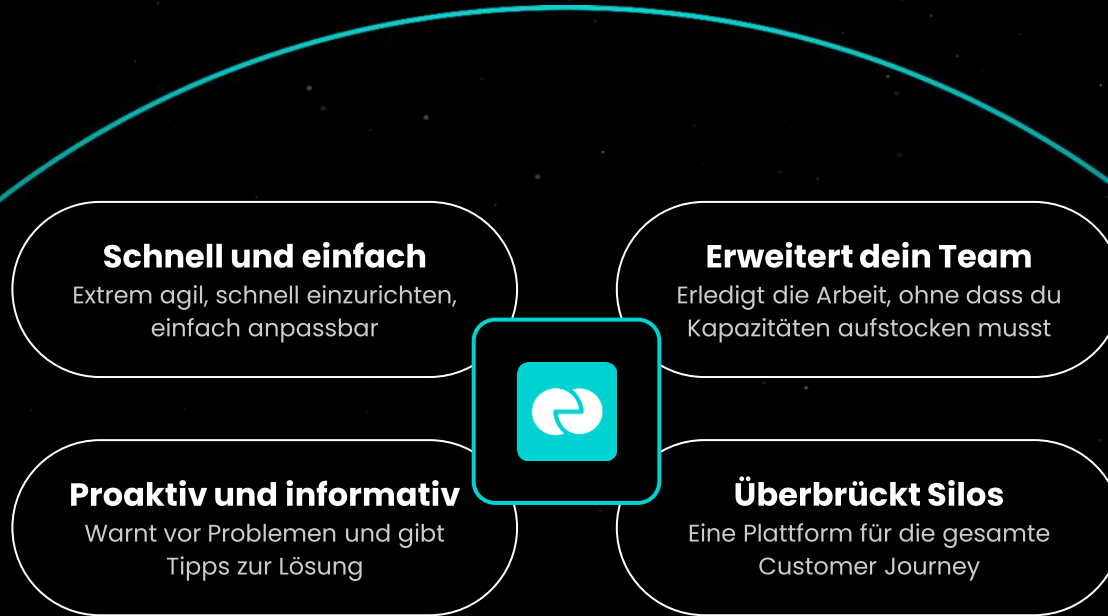 Schnell und einfach
Extrem agil, schnell einzurichten,
einfach anpassbar
Erweitert dein Team
Erledigt die Arbeit, ohne dass du
Kapazitäten aufstocken musst
Proaktiv und informativ
Warnt vor Problemen und gibt
Tipps zur Lösung
Überbrückt Silos
Eine Plattform für die gesamte
Customer Journey